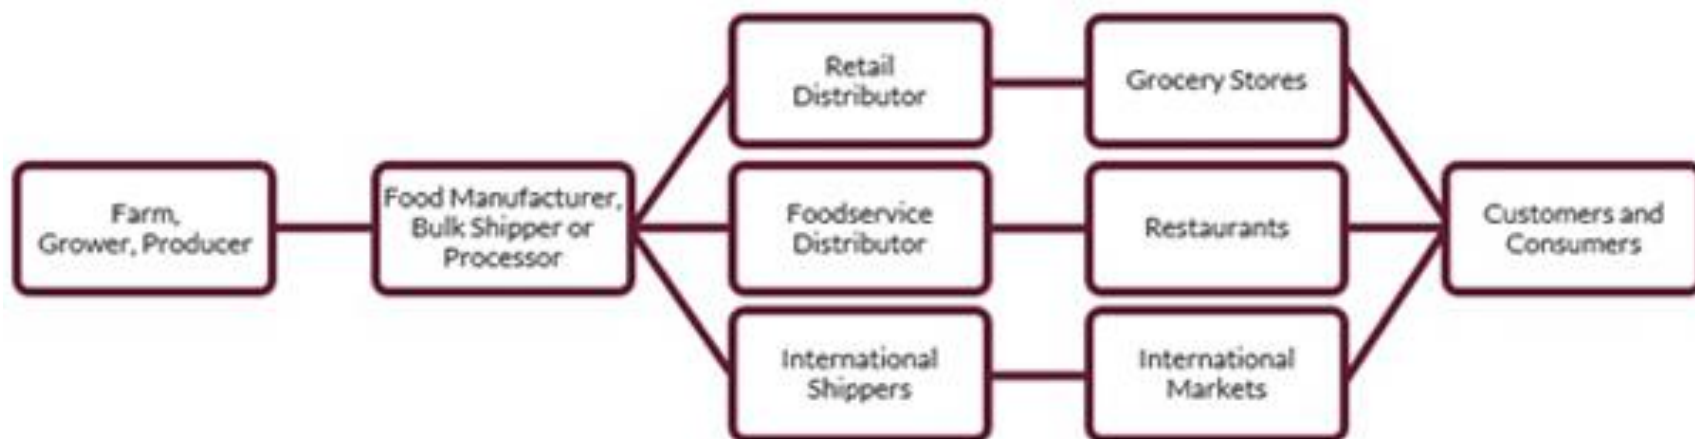 Farm,
Grower, Producer
Food Manufacturer,
Bulk Shipper or
Processor
Retail
Distributor
Grocery Stores
Foodservice
Distributor
Restaurants
International
Shippers
International
Markets
Customers and
Consumers